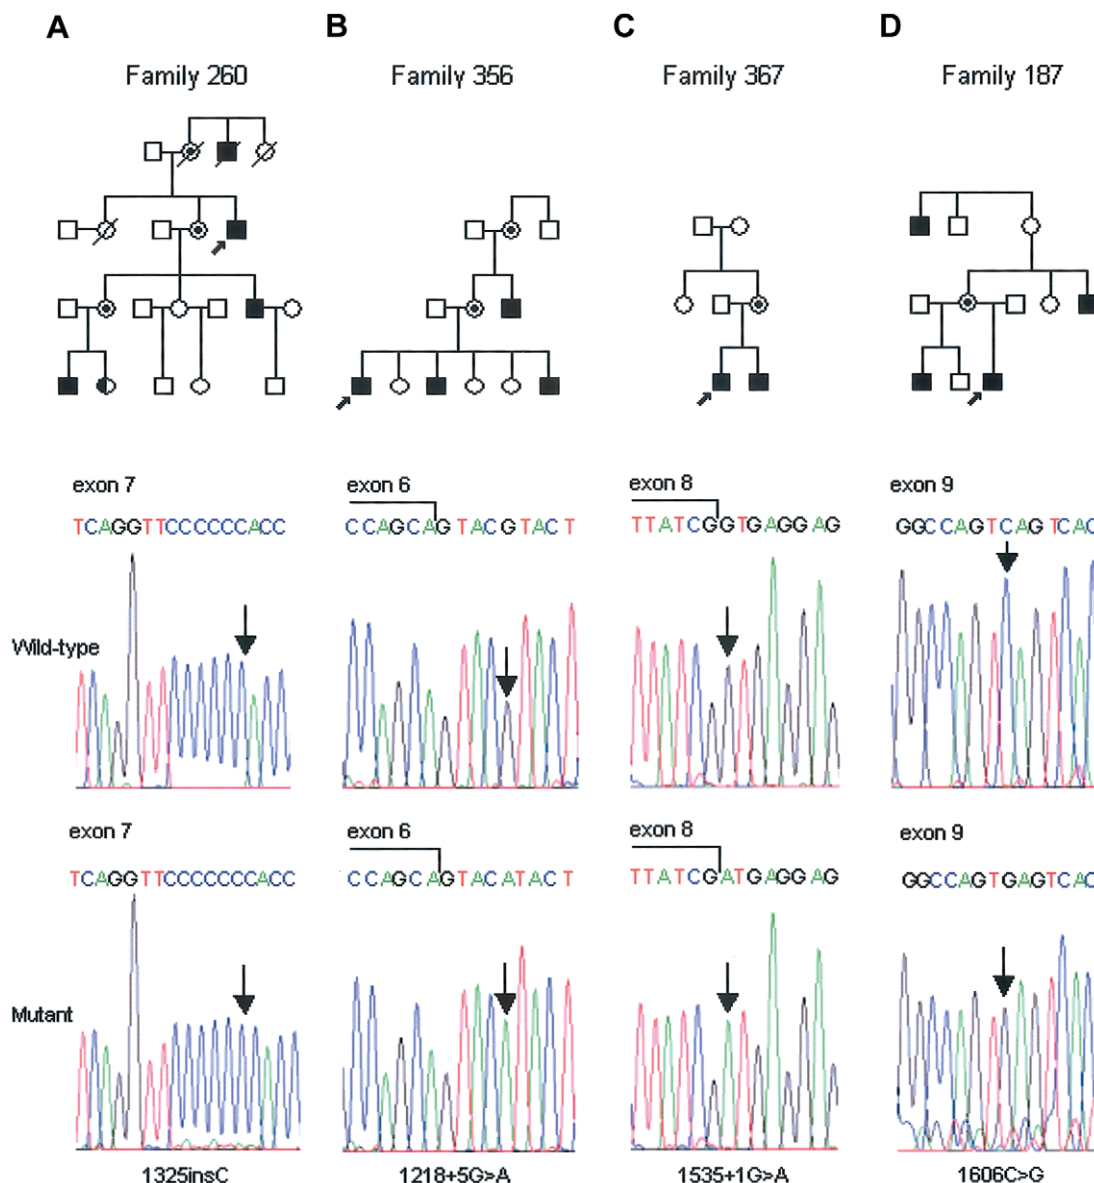 A B C D
Family 260 Family 356 Family 367 Family 187
exon 7 exon 6 exon 8 exon 9
TCAGGTTCCCCCCACC CCAGCAGTACGTACT TTATCGGTGAGGAG GGCCAGTCAGTCAC
Wild-type
exon 7 exon 6 exon 8 exon 9
TCAGGTTCCCCCCCACC CCAGCAGTACATACT TTATCGATGAGGAG GGCCAGTGAGTCAC
Mutant
1325insC 1218+5G>A 1535+1G>A 1606C>G